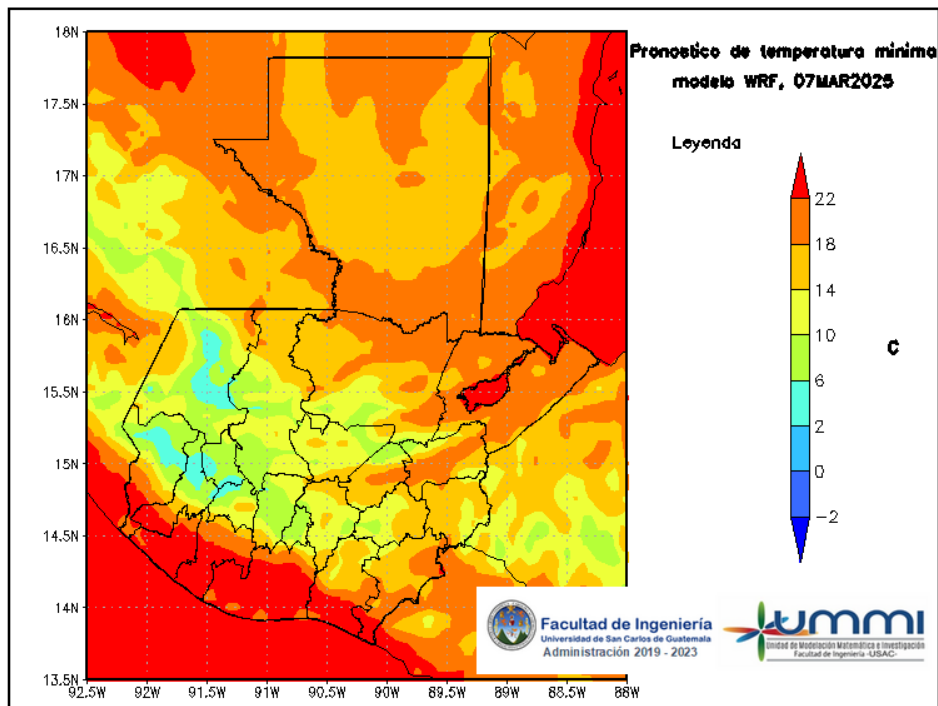 Pronostico de temperatura minima
modelo WRF, 07MAR2025
Leyenda
22
18
14
10
6
2
0
−2
C
18N
17.5N
17N
16.5N
16N
15.5N
15N
14.5N
14N
13.5N
92.5W
92W
91.5W
91W
90.5W
90W
89.5W
89W
88.5W
88W
Facultad de Ingeniería
Universidad de San Carlos de Guatemala
Administración 2019 - 2023
UMMI
Unidad de Modelación Matemática e Investigación
Facultad de Ingeniería -USAC-